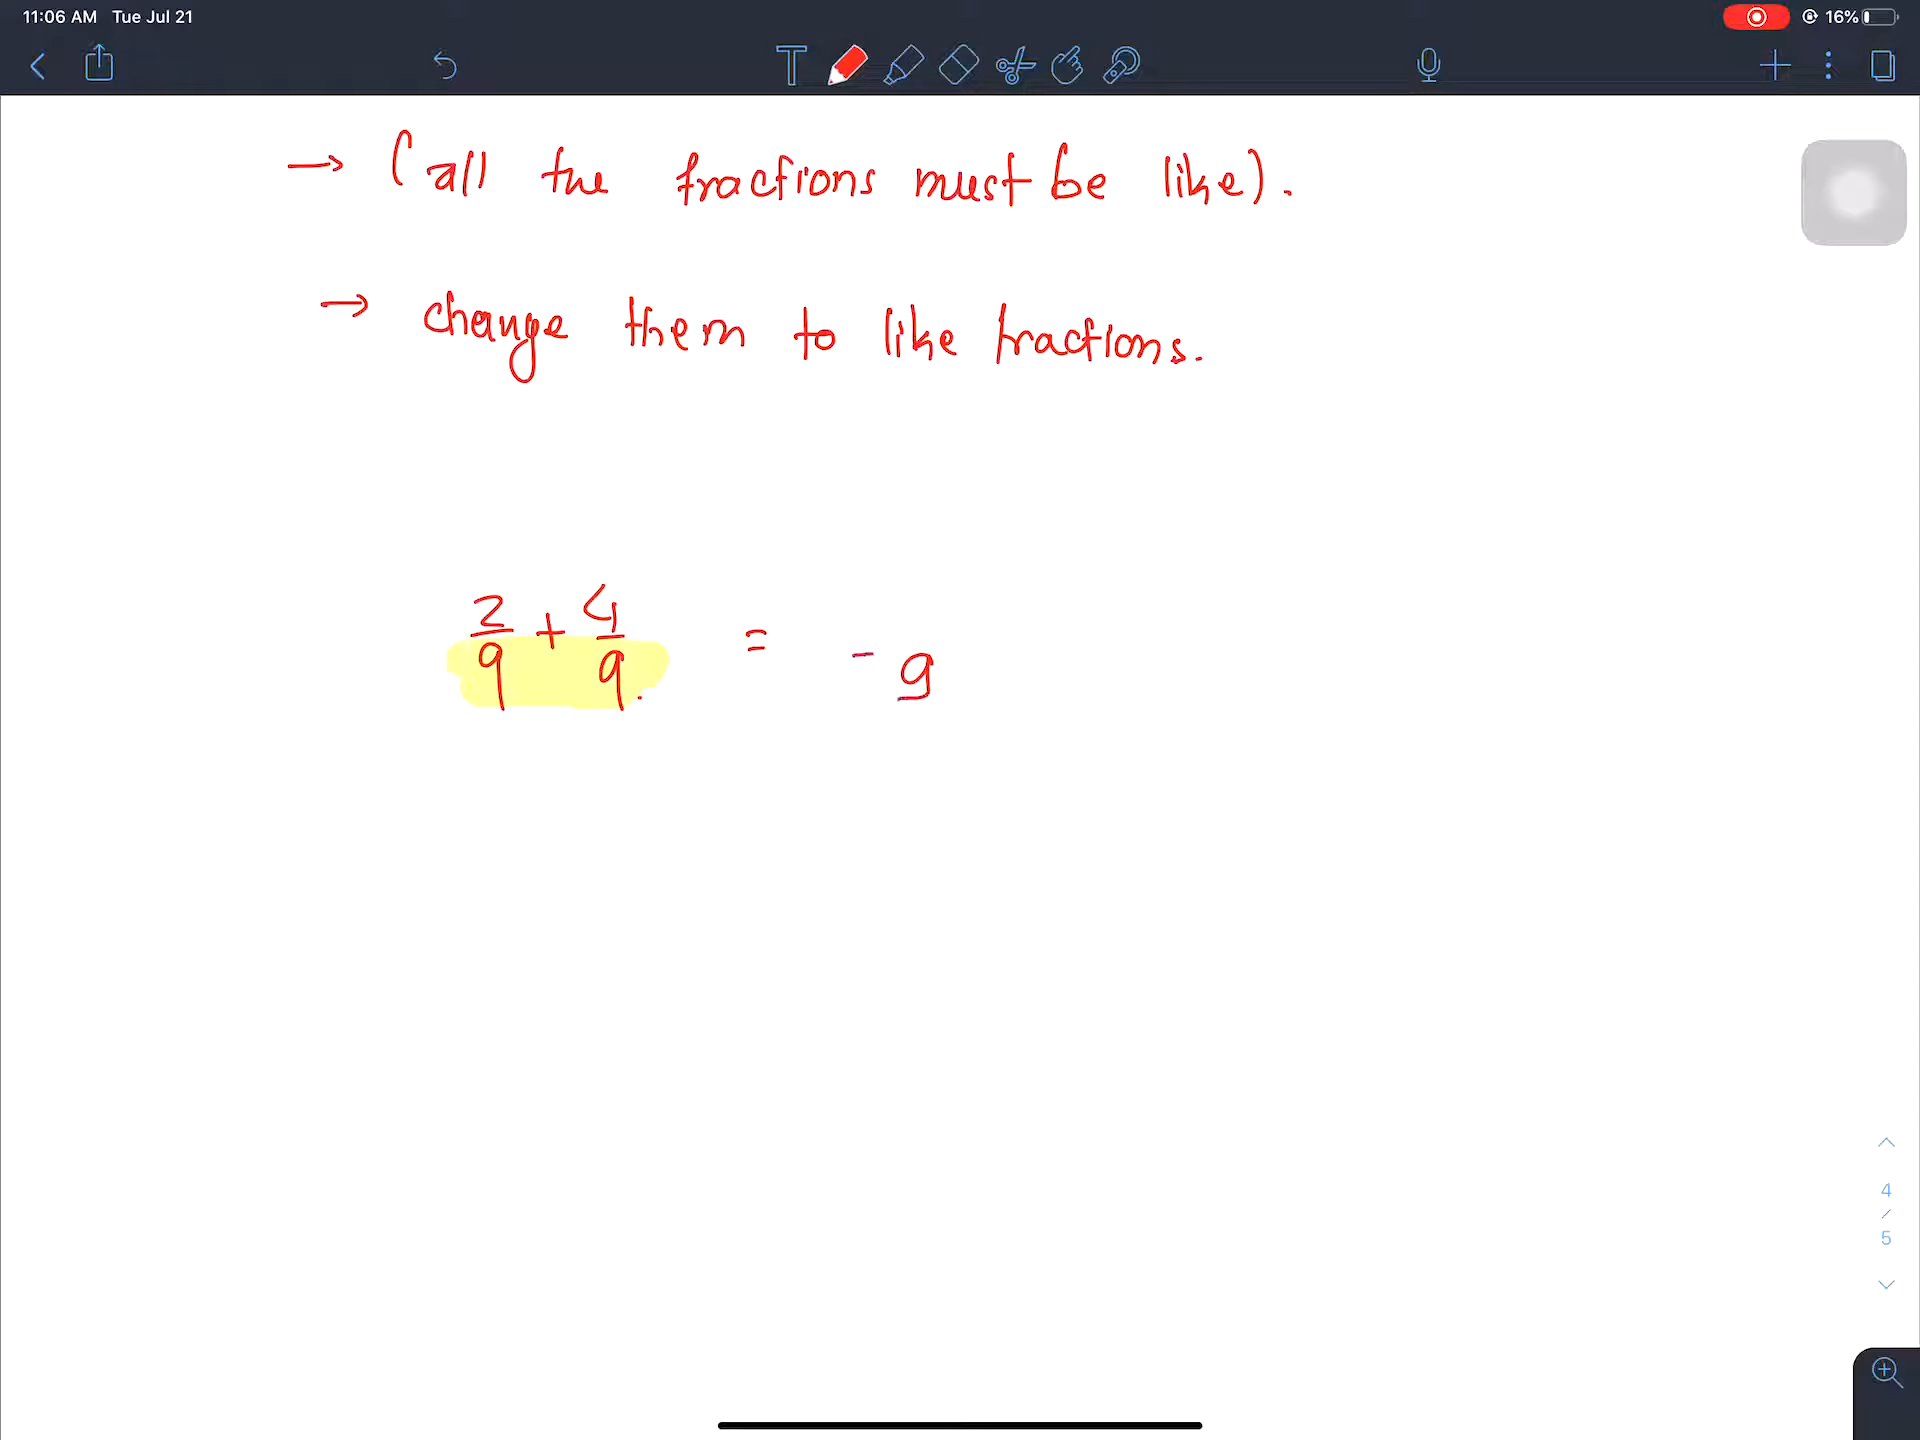 11:06 AM Tue Jul 21 16%
→ (all the fractions must be like).
→ change them to like fractions.
2/9 + 4/9. = - 9
4
/
5